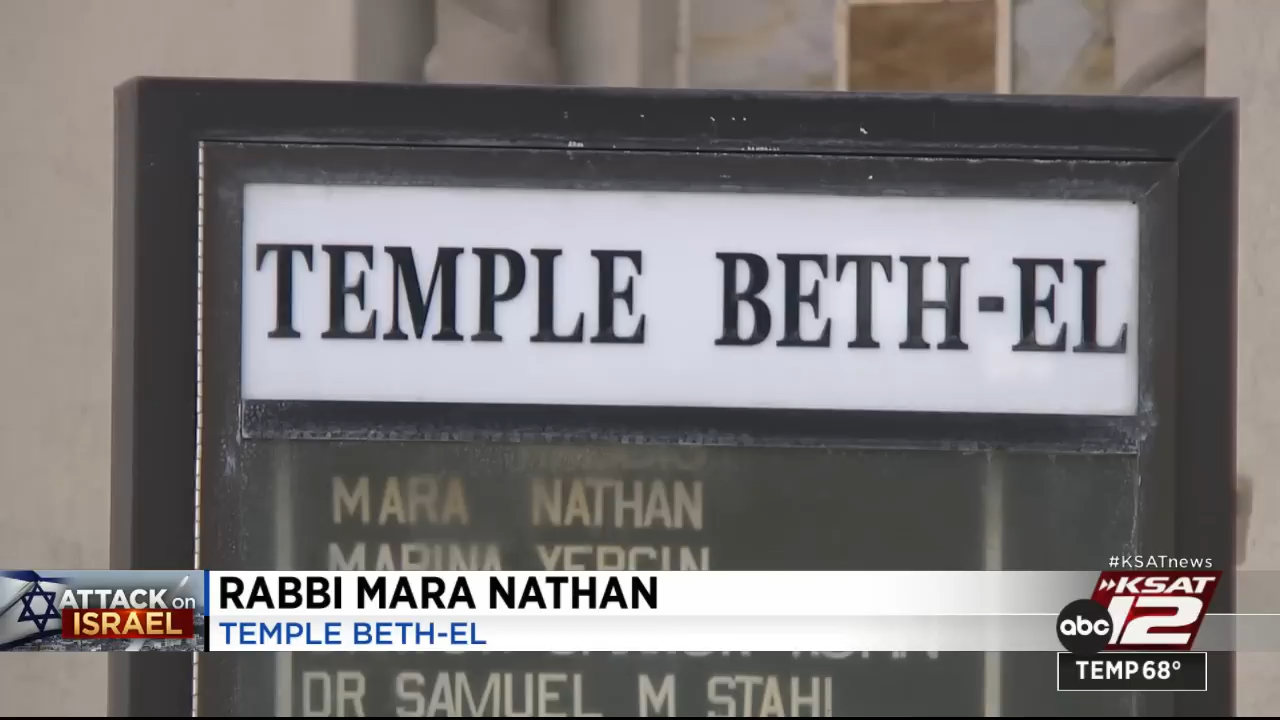 TEMPLE BETH-EL
MARA NATHAN
MARINA YERGIN
#KSATnews
ATTACK on
ISRAEL
RABBI MARA NATHAN
TEMPLE BETH-EL
KSAT
abc 12
TEMP 68°
DR SAMUEL M STAHL